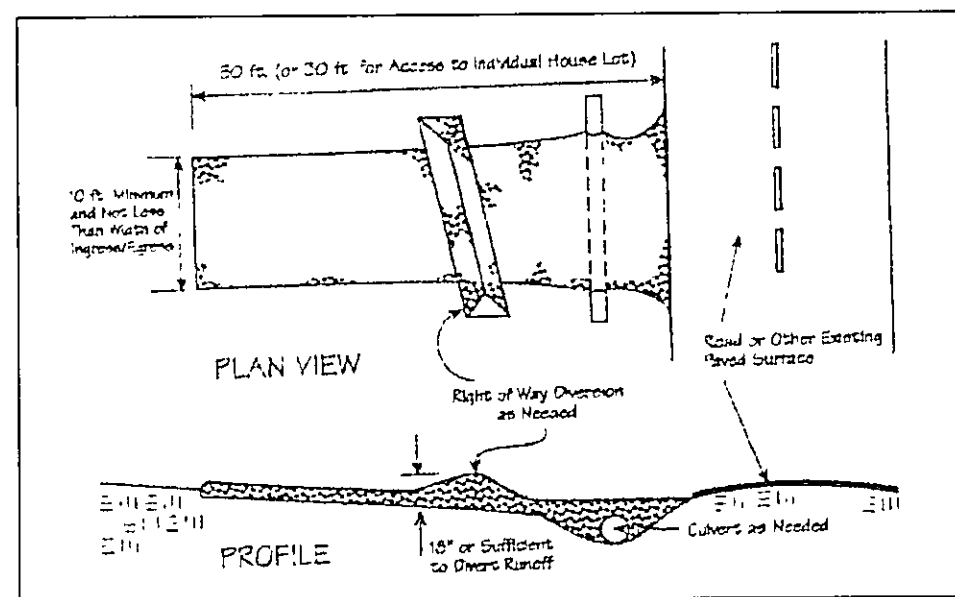 50 ft. (or 30 ft. for Access to Individual House Lot)
10 ft. Minimum
and Not Less
Than Width of
Ingress/Egress
PLAN VIEW
Right of Way Diversion
as Needed
Road or Other Existing
Paved Surface
18" or Sufficient
to Divert Runoff
Culvert as Needed
PROFILE